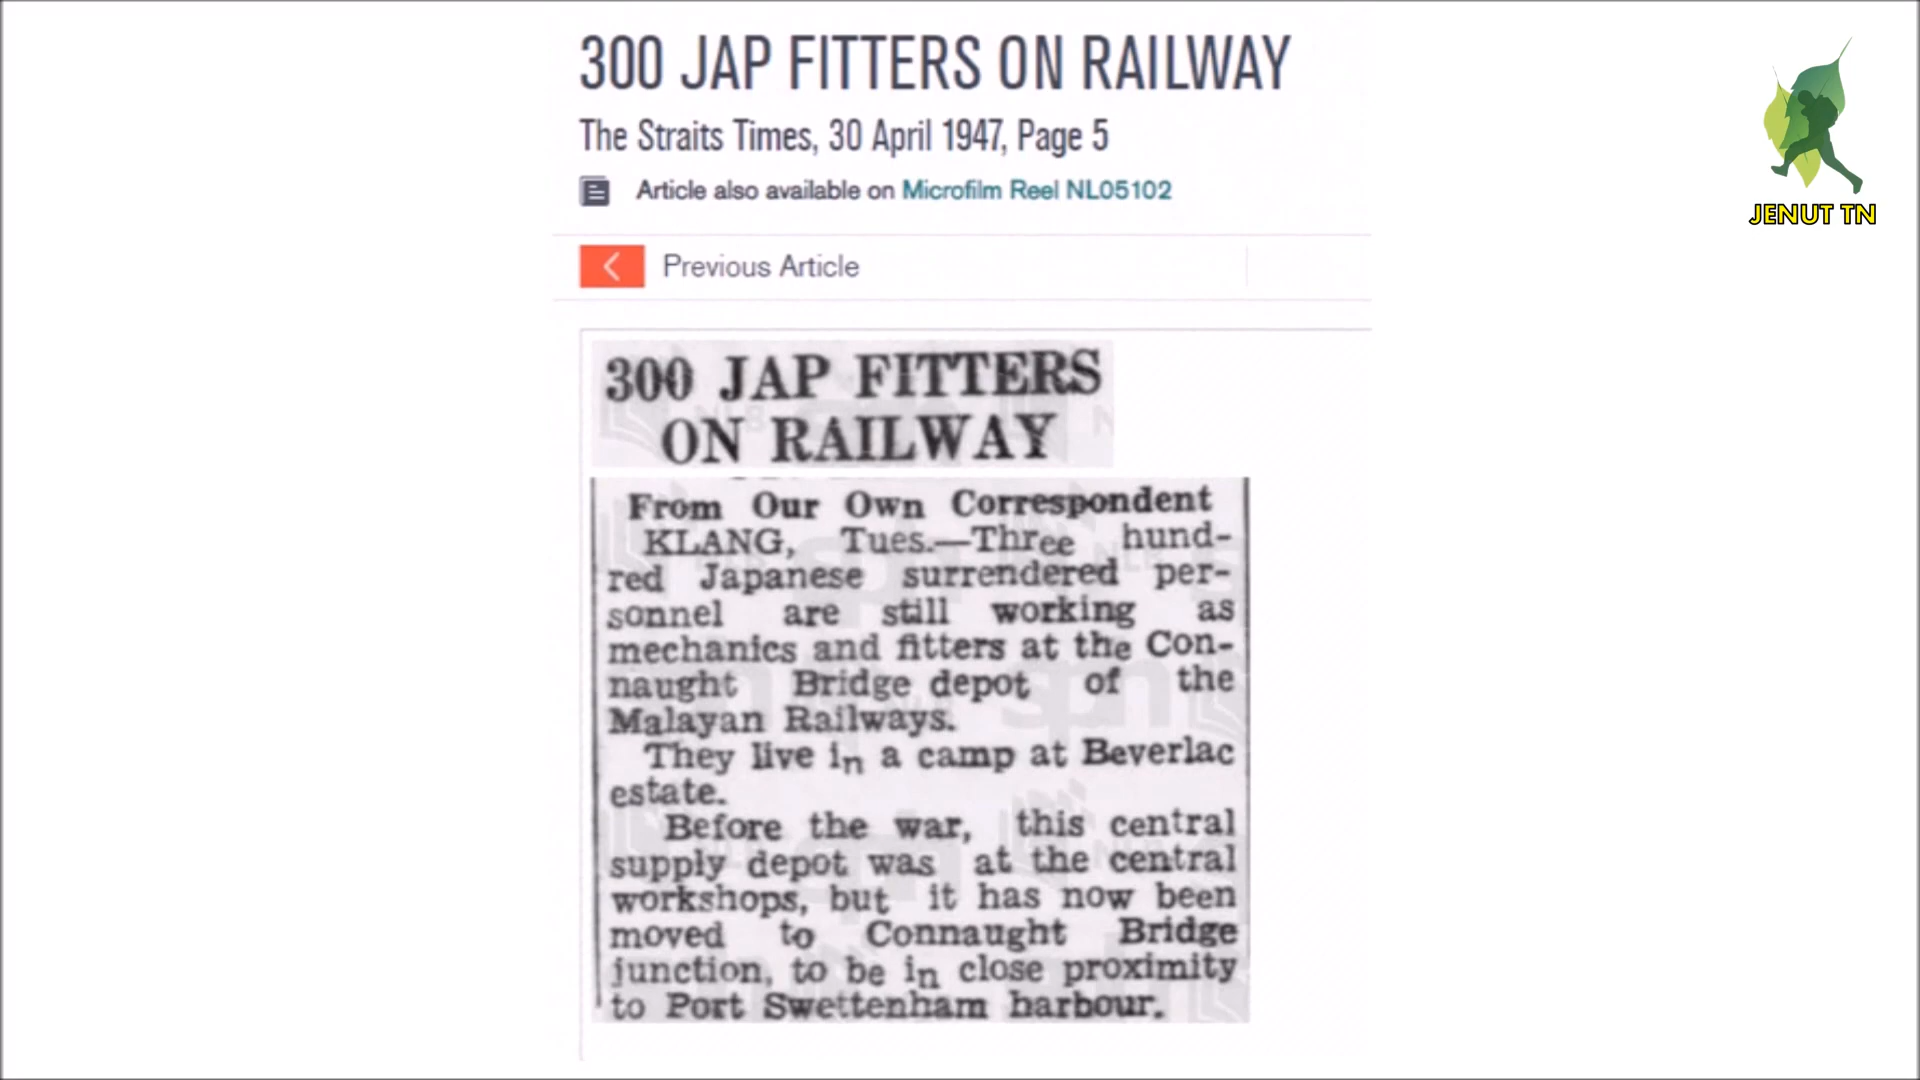 300 JAP FITTERS ON RAILWAY
The Straits Times, 30 April 1947, Page 5
Article also available on Microfilm Reel NL05102
Previous Article
JENUT TN
300 JAP FITTERS
ON RAILWAY
From Our Own Correspondent
KLANG, Tues.—Three hund-
red Japanese surrendered per-
sonnel are still working as
mechanics and fitters at the Con-
naught Bridge depot of the
Malayan Railways.
They live in a camp at Beverlac
estate.
Before the war, this central
supply depot was at the central
workshops, but it has now been
moved to Connaught Bridge
junction, to be in close proximity
to Port Swettenham harbour.